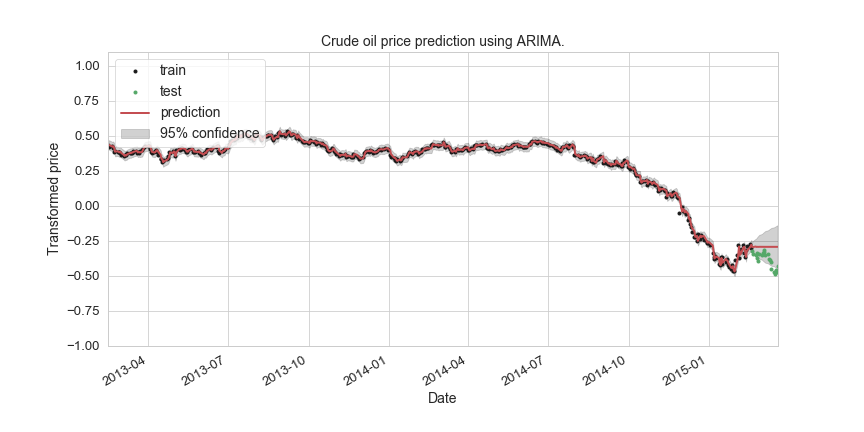 Crude oil price prediction using ARIMA.
1.00
0.75
0.50
0.25
0.00
−0.25
−0.50
−0.75
−1.00
Transformed price
train
test
prediction
95% confidence
2013-04
2013-07
2013-10
2014-01
2014-04
2014-07
2014-10
2015-01
Date